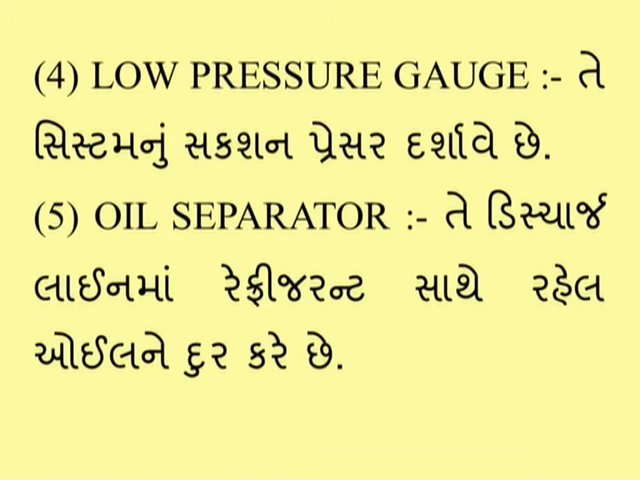 (4) LOW PRESSURE GAUGE :- તે
સિસ્ટમનું સકશન પ્રેસર દર્શાવે છે.
(5) OIL SEPARATOR :- તે ડિસ્ચાર્જ
લાઈનમાં રેફ્રીજરન્ટ સાથે રહેલ
ઓઈલને દુર કરે છે.